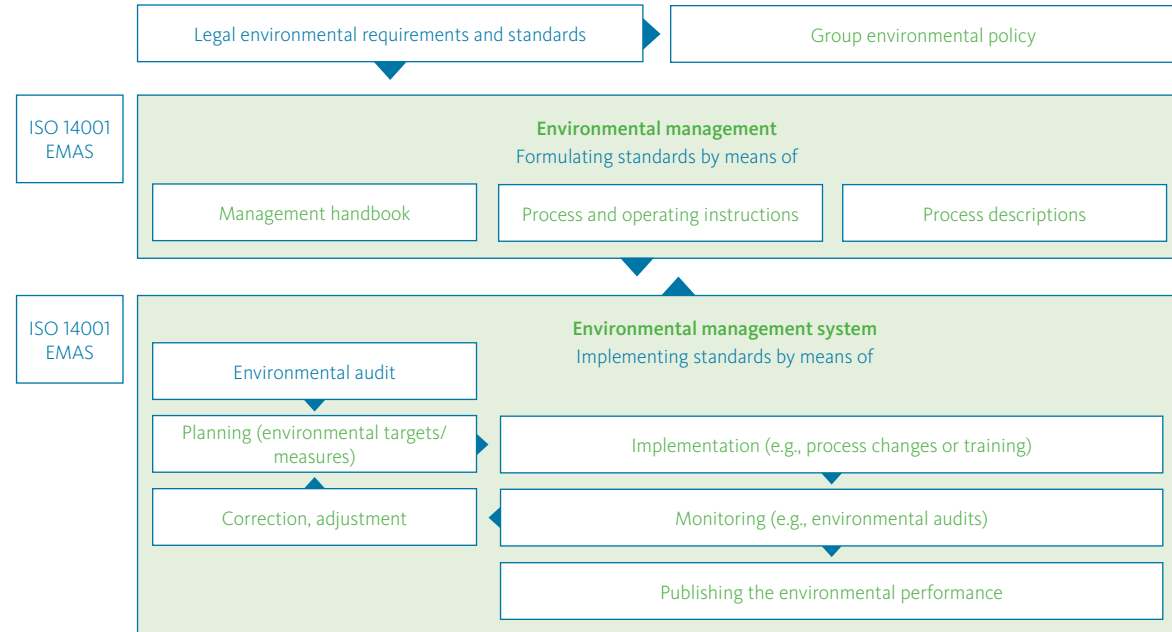 Legal environmental requirements and standards
Group environmental policy
ISO 14001
EMAS
Environmental management
Formulating standards by means of
Management handbook
Process and operating instructions
Process descriptions
ISO 14001
EMAS
Environmental management system
Implementing standards by means of
Environmental audit
Planning (environmental targets/
measures)
Implementation (e.g., process changes or training)
Correction, adjustment
Monitoring (e.g., environmental audits)
Publishing the environmental performance